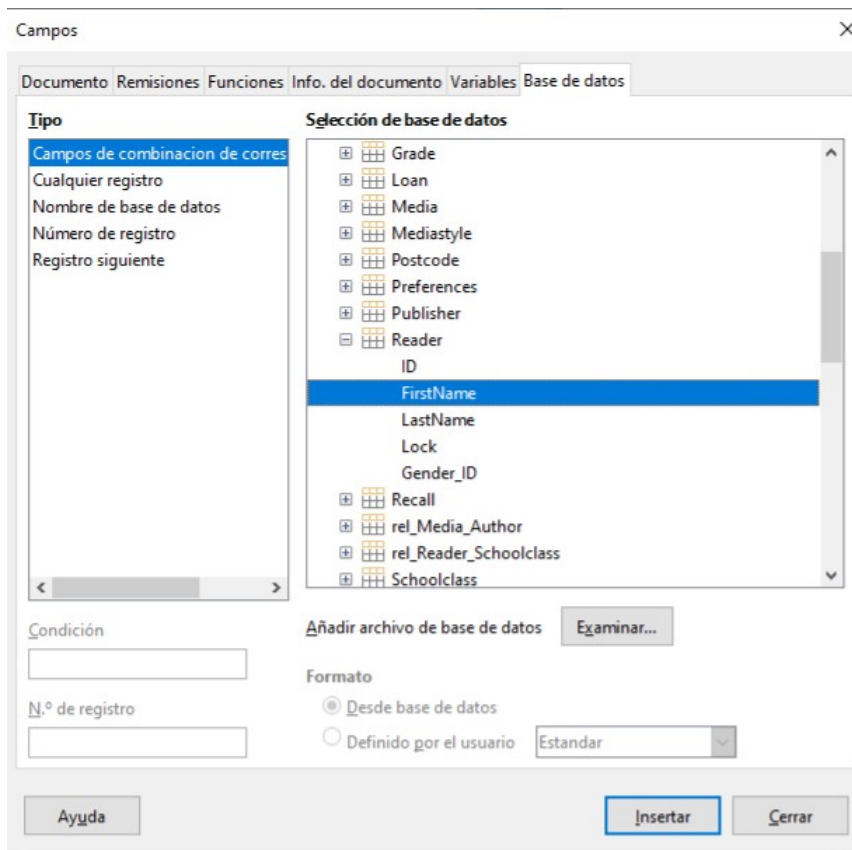 Campos
Documento Remisiones Funciones Info. del documento Variables Base de datos
Tipo
Campos de combinacion de corres
Cualquier registro
Nombre de base de datos
Número de registro
Registro siguiente
Condición
N.º de registro
Selección de base de datos
Grade
Loan
Media
Mediastyle
Postcode
Preferences
Publisher
Reader
ID
FirstName
LastName
Lock
Gender_ID
Recall
rel_Media_Author
rel_Reader_Schoolclass
Schoolclass
Añadir archivo de base de datos Examinar...
Formato
Desde base de datos
Definido por el usuario Estandar
Ayuda Insertar Cerrar